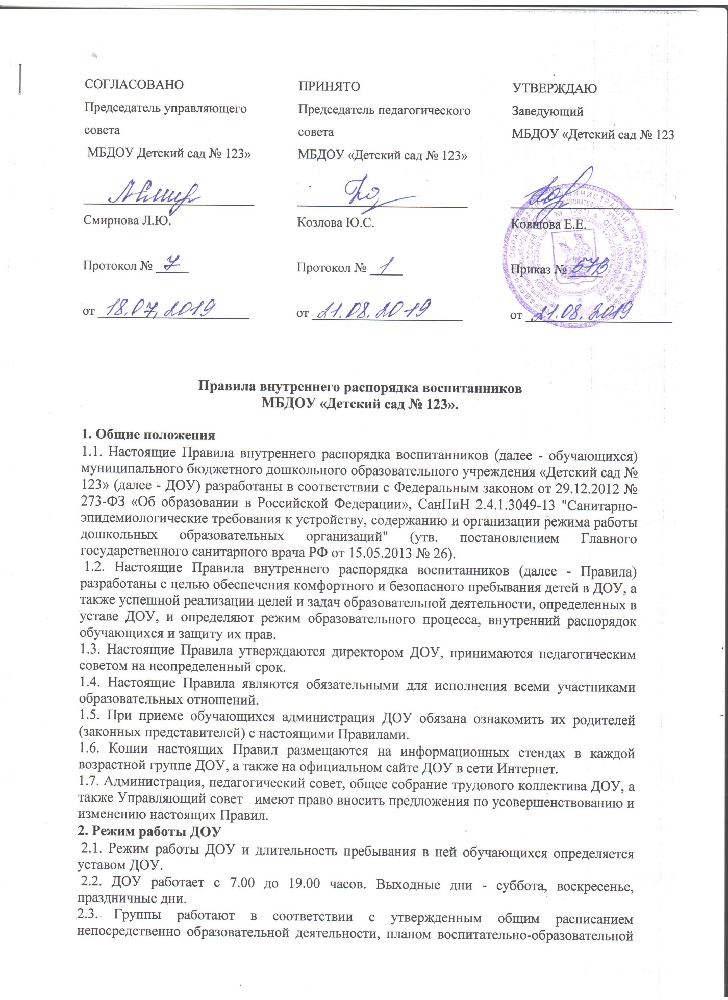 СОГЛАСОВАНО
Председатель управляющего
совета
МБДОУ Детский сад № 123»
Смирнова Л.Ю.
Протокол № 7
от 18.07.2019
ПРИНЯТО
Председатель педагогического
совета
МБДОУ «Детский сад № 123»
Козлова Ю.С.
Протокол № 1
от 21.08.2019
УТВЕРЖДАЮ
Заведующий
МБДОУ «Детский сад № 123
Ковшова Е.Е.
Приказ №
от 21.08.2019
Правила внутреннего распорядка воспитанников
МБДОУ «Детский сад № 123».
1. Общие положения
1.1. Настоящие Правила внутреннего распорядка воспитанников (далее - обучающихся)
муниципального бюджетного дошкольного образовательного учреждения «Детский сад №
123» (далее - ДОУ) разработаны в соответствии с Федеральным законом от 29.12.2012 №
273-ФЗ «Об образовании в Российской Федерации», СанПиН 2.4.1.3049-13 "Санитарно-
эпидемиологические требования к устройству, содержанию и организации режима работы
дошкольных образовательных организаций" (утв. постановлением Главного
государственного санитарного врача РФ от 15.05.2013 № 26).
1.2. Настоящие Правила внутреннего распорядка воспитанников (далее - Правила)
разработаны с целью обеспечения комфортного и безопасного пребывания детей в ДОУ, а
также успешной реализации целей и задач образовательной деятельности, определенных в
уставе ДОУ, и определяют режим образовательного процесса, внутренний распорядок
обучающихся и защиту их прав.
1.3. Настоящие Правила утверждаются директором ДОУ, принимаются педагогическим
советом на неопределенный срок.
1.4. Настоящие Правила являются обязательными для исполнения всеми участниками
образовательных отношений.
1.5. При приеме обучающихся администрация ДОУ обязана ознакомить их родителей
(законных представителей) с настоящими Правилами.
1.6. Копии настоящих Правил размещаются на информационных стендах в каждой
возрастной группе ДОУ, а также на официальном сайте ДОУ в сети Интернет.
1.7. Администрация, педагогический совет, общее собрание трудового коллектива ДОУ, а
также Управляющий совет имеют право вносить предложения по усовершенствованию и
изменению настоящих Правил.
2. Режим работы ДОУ
2.1. Режим работы ДОУ и длительность пребывания в ней обучающихся определяется
уставом ДОУ.
2.2. ДОУ работает с 7.00 до 19.00 часов. Выходные дни - суббота, воскресенье,
праздничные дни.
2.3. Группы работают в соответствии с утвержденным общим расписанием
непосредственно образовательной деятельности, планом воспитательно-образовательной